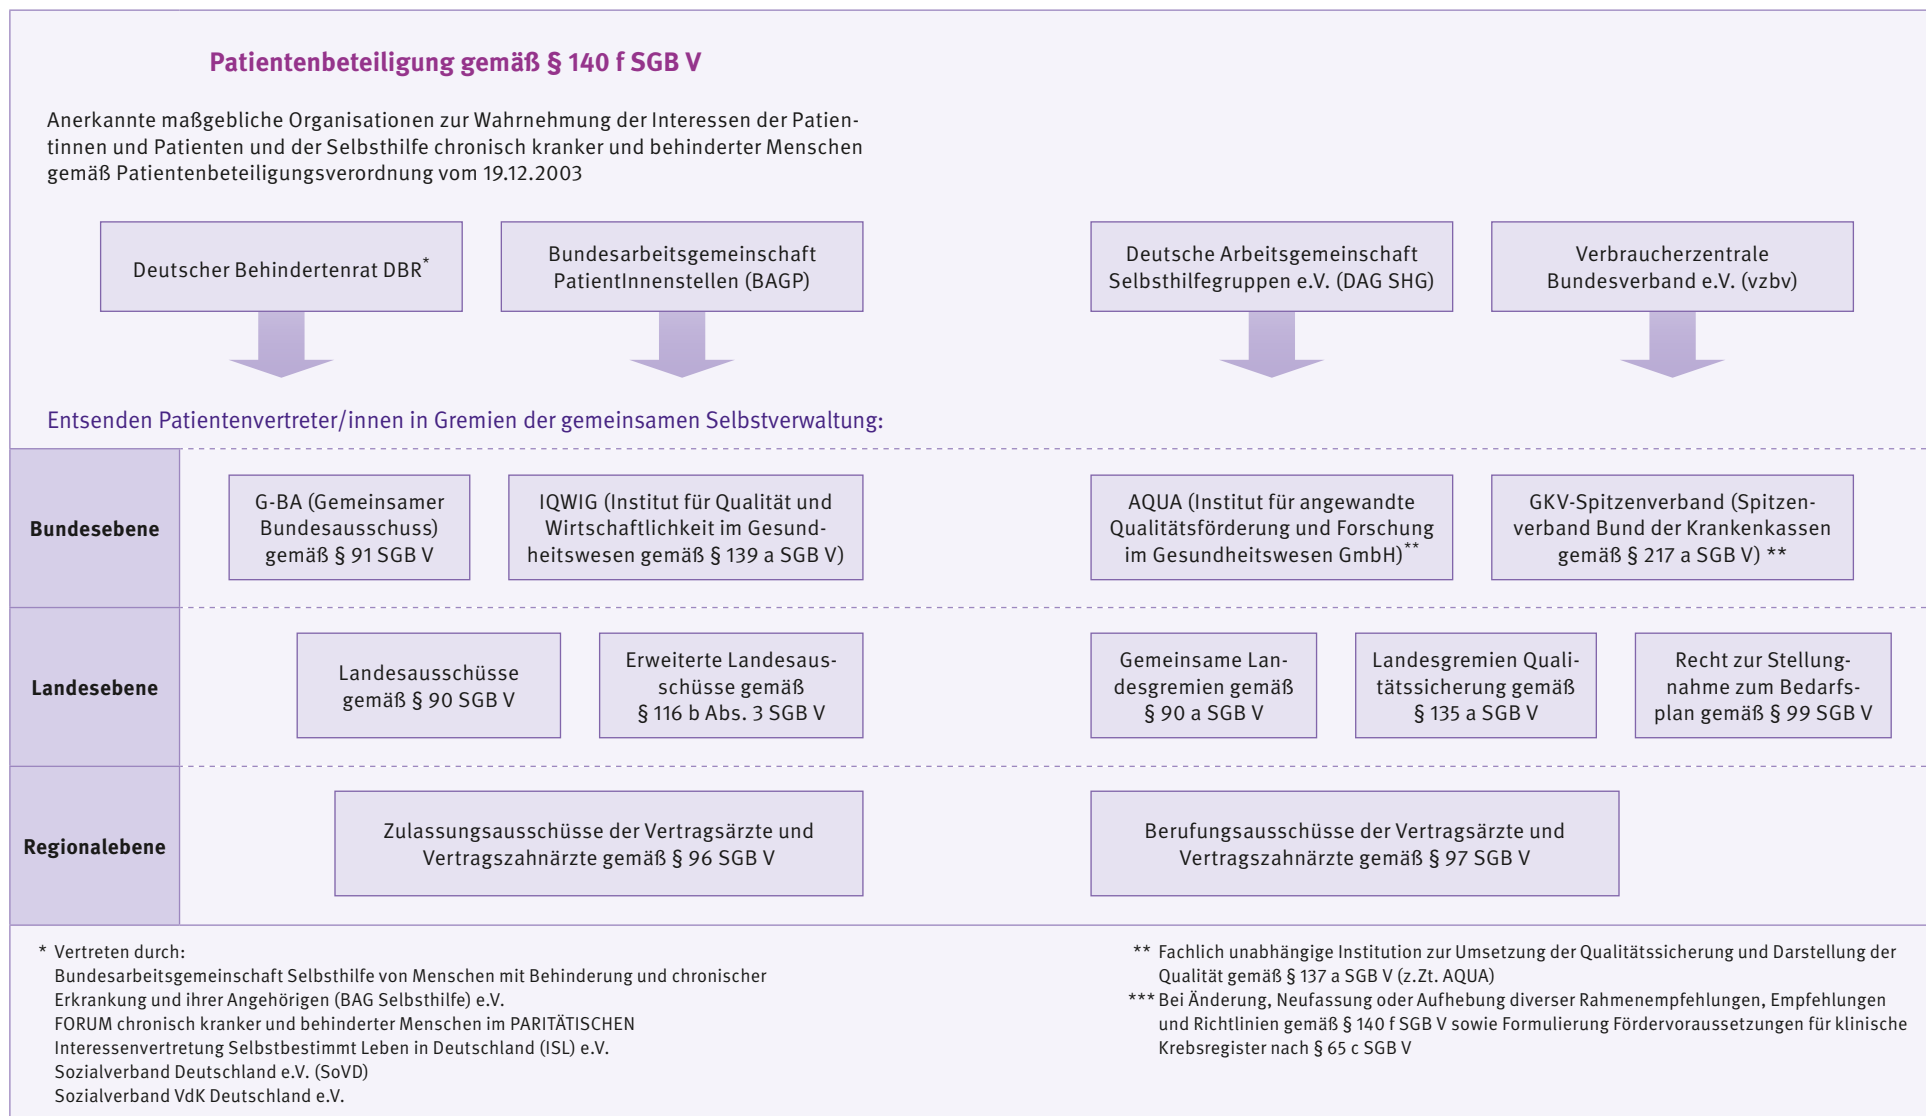 Patientenbeteiligung gemäß § 140 f SGB V
Anerkannte maßgebliche Organisationen zur Wahrnehmung der Interessen der Patien-
tinnen und Patienten und der Selbsthilfe chronisch kranker und behinderter Menschen
gemäß Patientenbeteiligungsverordnung vom 19.12.2003
Deutscher Behindertenrat DBR*
Bundesarbeitsgemeinschaft
PatientInnenstellen (BAGP)
Deutsche Arbeitsgemeinschaft
Selbsthilfegruppen e.V. (DAG SHG)
Verbraucherzentrale
Bundesverband e.V. (vzbv)
Entsenden Patientenvertreter/innen in Gremien der gemeinsamen Selbstverwaltung:
Bundesebene
G-BA (Gemeinsamer
Bundesausschuss)
gemäß § 91 SGB V
IQWIG (Institut für Qualität und
Wirtschaftlichkeit im Gesund-
heitswesen gemäß § 139 a SGB V)
AQUA (Institut für angewandte
Qualitätsförderung und Forschung
im Gesundheitswesen GmbH)**
GKV-Spitzenverband (Spitzen-
verband Bund der Krankenkassen
gemäß § 217 a SGB V) **
Landesebene
Landesausschüsse
gemäß § 90 SGB V
Erweiterte Landesaus-
schüsse gemäß
§ 116 b Abs. 3 SGB V
Gemeinsame Lan-
desgremien gemäß
§ 90 a SGB V
Landesgremien Quali-
tätssicherung gemäß
§ 135 a SGB V
Recht zur Stellung-
nahme zum Bedarfs-
plan gemäß § 99 SGB V
Regionalebene
Zulassungsausschüsse der Vertragsärzte und
Vertragszahnärzte gemäß § 96 SGB V
Berufungsausschüsse der Vertragsärzte und
Vertragszahnärzte gemäß § 97 SGB V
* Vertreten durch:
Bundesarbeitsgemeinschaft Selbsthilfe von Menschen mit Behinderung und chronischer
Erkrankung und ihrer Angehörigen (BAG Selbsthilfe) e.V.
FORUM chronisch kranker und behinderter Menschen im PARITÄTISCHEN
Interessenvertretung Selbstbestimmt Leben in Deutschland (ISL) e.V.
Sozialverband Deutschland e.V. (SoVD)
Sozialverband VdK Deutschland e.V.
** Fachlich unabhängige Institution zur Umsetzung der Qualitätssicherung und Darstellung der
Qualität gemäß § 137 a SGB V (z.Zt. AQUA)
*** Bei Änderung, Neufassung oder Aufhebung diverser Rahmenempfehlungen, Empfehlungen
und Richtlinien gemäß § 140 f SGB V sowie Formulierung Fördervoraussetzungen für klinische
Krebsregister nach § 65 c SGB V